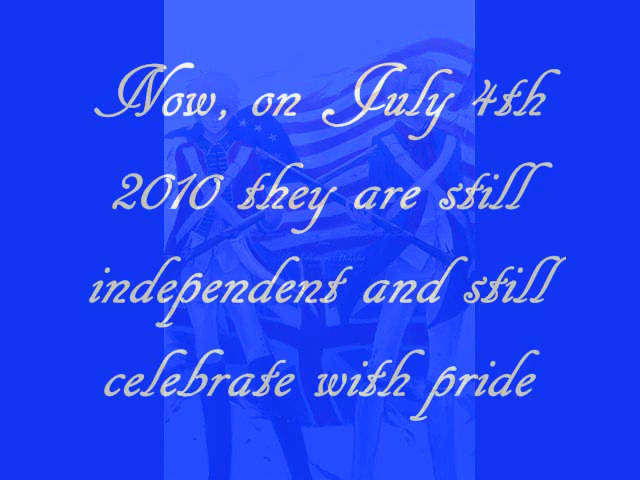 Now, on July 4th
2010 they are still
independent and still
celebrate with pride